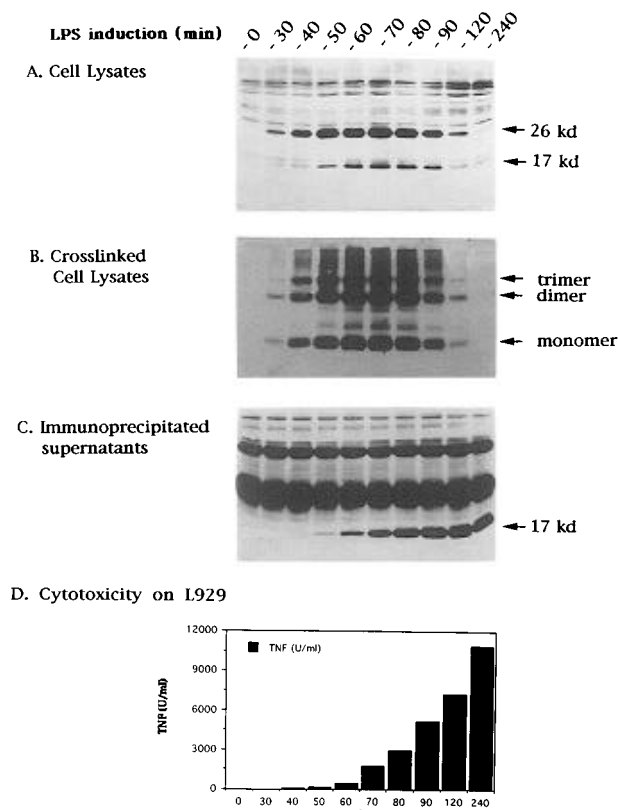 LPS induction (min) - 0 - 30 - 40 - 50 - 60 - 70 - 80 - 90 - 120 - 240
A. Cell Lysates
26 kd
17 kd
B. Crosslinked
Cell Lysates
trimer
dimer
monomer
C. Immunoprecipitated
supernatants
17 kd
D. Cytotoxicity on L929
12000
9000
6000
3000
0
TNF (U/ml)
TNF (U/ml)
0 30 40 50 60 70 80 90 120 240